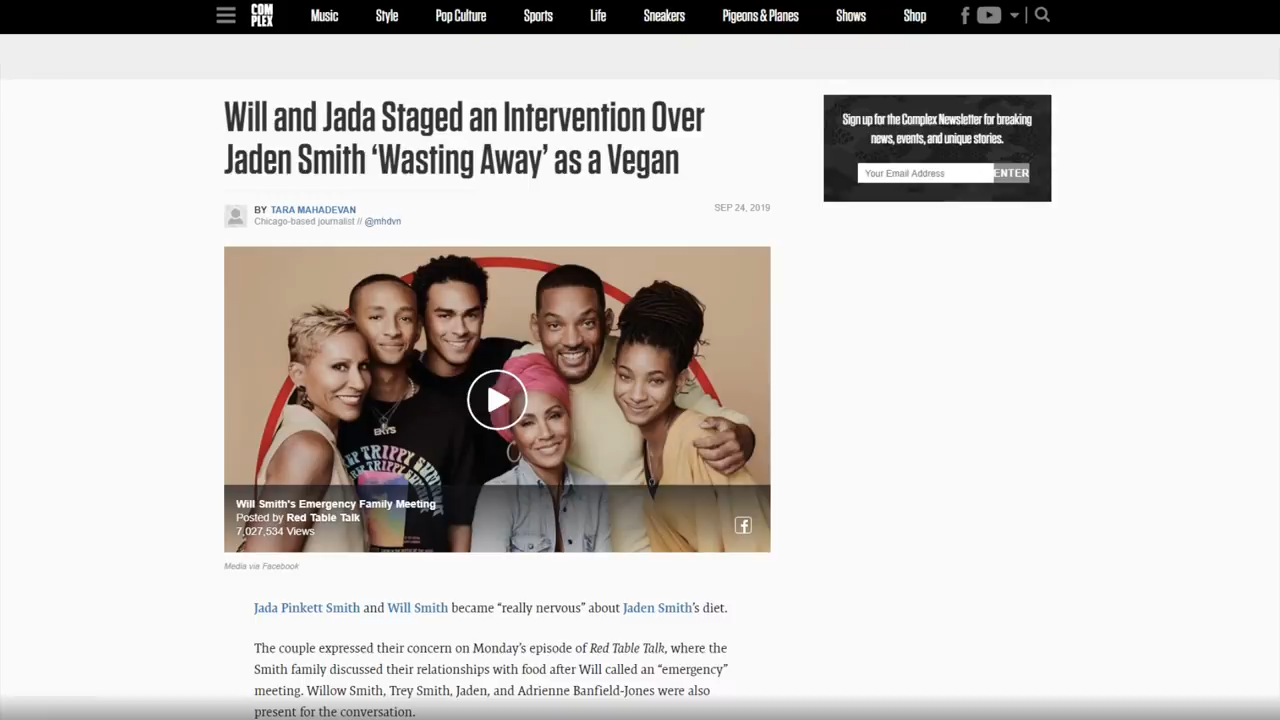 COM
PLEX
Music
Style
Pop Culture
Sports
Life
Sneakers
Pigeons & Planes
Shows
Shop
Will and Jada Staged an Intervention Over
Jaden Smith ‘Wasting Away’ as a Vegan
BY TARA MAHADEVAN
Chicago-based journalist // @mhdvn
SEP 24, 2019
Sign up for the Complex Newsletter for breaking
news, events, and unique stories.
Your Email Address
ENTER
TRIPPY
TRIPPY
Will Smith's Emergency Family Meeting
Posted by Red Table Talk
7,027,534 Views
Media via Facebook
Jada Pinkett Smith and Will Smith became “really nervous” about Jaden Smith’s diet.
The couple expressed their concern on Monday’s episode of Red Table Talk, where the
Smith family discussed their relationships with food after Will called an “emergency”
meeting. Willow Smith, Trey Smith, Jaden, and Adrienne Banfield-Jones were also
present for the conversation.